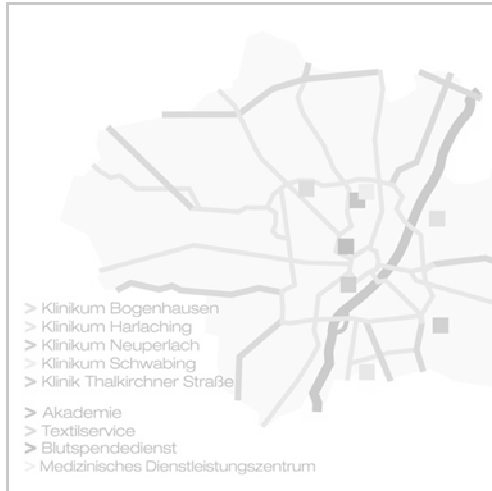 > Klinikum Bogenhausen
> Klinikum Harlaching
> Klinikum Neuperlach
> Klinikum Schwabing
> Klinik Thalkirchner Straße
> Akademie
> Textilservice
> Blutspendedienst
> Medizinisches Dienstleistungszentrum